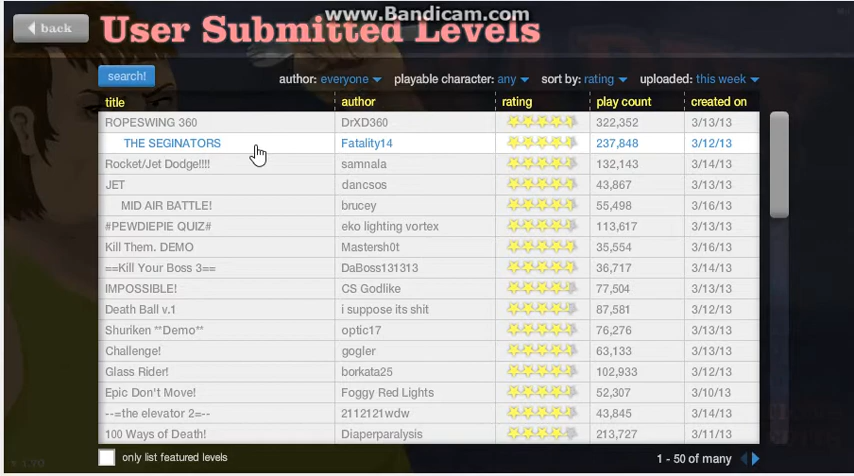 www.Bandicam.com
back
User Submitted Levels
search!
author: everyone playable character: any sort by: rating uploaded: this week
title author rating play count created on
ROPESWING 360 DrXD360 322,352 3/13/13
THE SEGINATORS Fatality14 237,848 3/12/13
Rocket/Jet Dodge!!!! samnala 132,143 3/14/13
JET dancsos 43,867 3/13/13
MID AIR BATTLE! brucey 55,498 3/16/13
#PEWDIEPIE QUIZ# eko lighting vortex 113,617 3/13/13
Kill Them. DEMO Mastersh0t 35,554 3/16/13
==Kill Your Boss 3== DaBoss131313 36,717 3/14/13
IMPOSSIBLE! CS Godlike 77,504 3/13/13
Death Ball v.1 i suppose its shit 87,581 3/12/13
Shuriken **Demo** optic17 76,276 3/13/13
Challenge! gogler 63,133 3/13/13
Glass Rider! borkata25 102,933 3/12/13
Epic Don't Move! Foggy Red Lights 52,307 3/10/13
--=the elevator 2=-- 2112121wdw 43,845 3/14/13
100 Ways of Death! Diaperparalysis 213,727 3/11/13
only list featured levels
1 - 50 of many